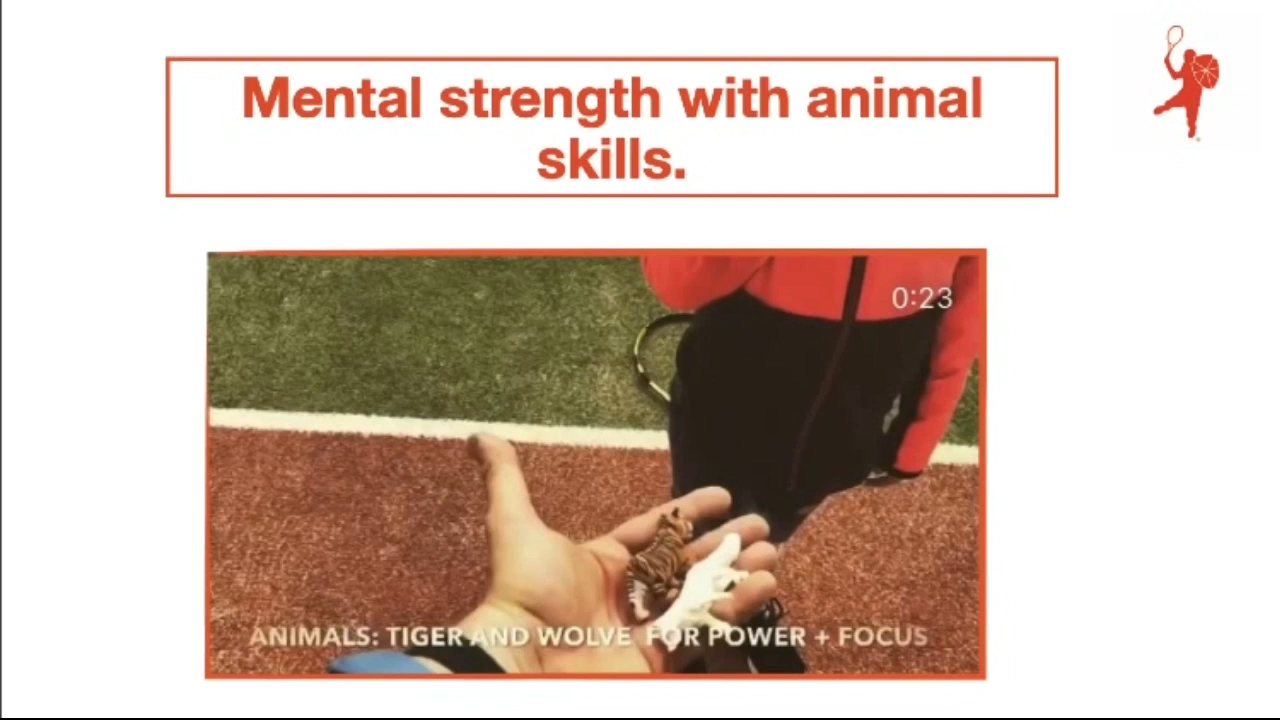 Mental strength with animal
skills.
0:23
ANIMALS: TIGER AND WOLVE FOR POWER + FOCUS